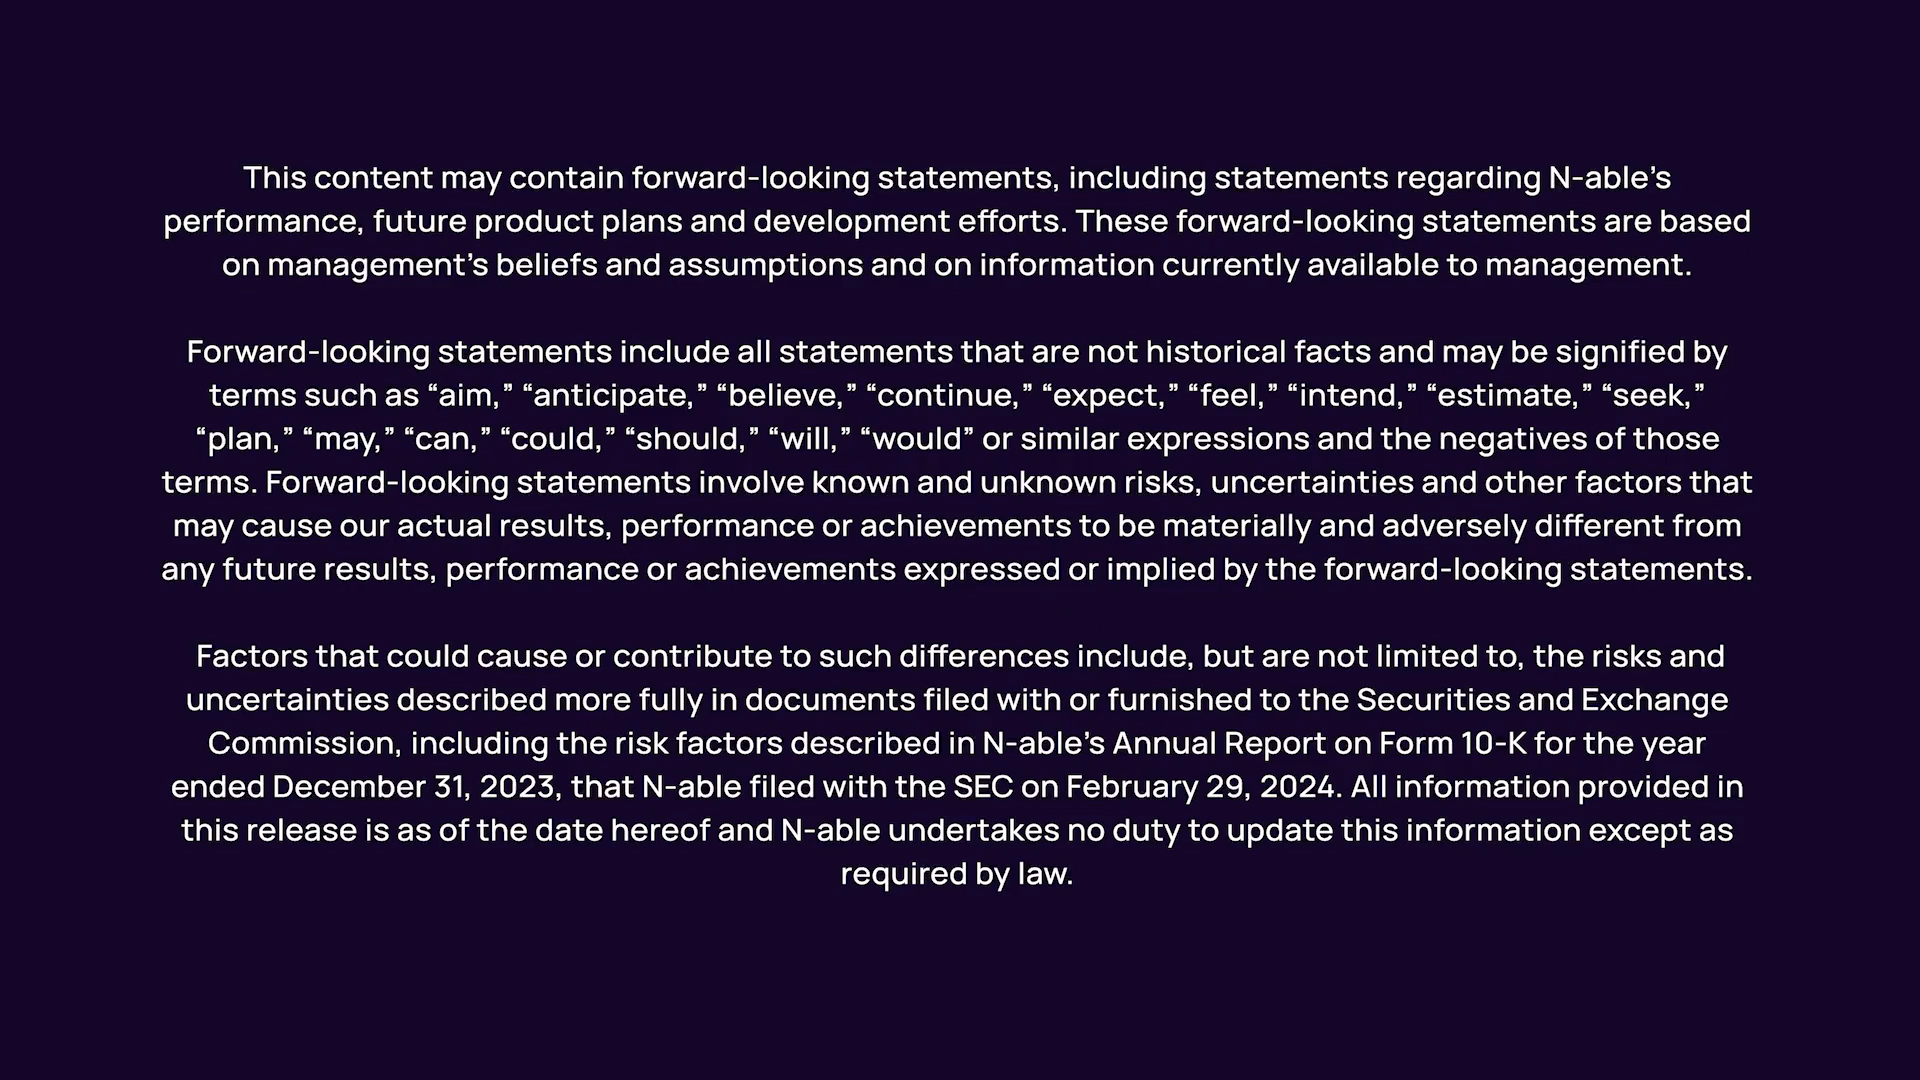 This content may contain forward-looking statements, including statements regarding N-able’s
performance, future product plans and development efforts. These forward-looking statements are based
on management’s beliefs and assumptions and on information currently available to management.
Forward-looking statements include all statements that are not historical facts and may be signified by
terms such as “aim,” “anticipate,” “believe,” “continue,” “expect,” “feel,” “intend,” “estimate,” “seek,”
“plan,” “may,” “can,” “could,” “should,” “will,” “would” or similar expressions and the negatives of those
terms. Forward-looking statements involve known and unknown risks, uncertainties and other factors that
may cause our actual results, performance or achievements to be materially and adversely different from
any future results, performance or achievements expressed or implied by the forward-looking statements.
Factors that could cause or contribute to such differences include, but are not limited to, the risks and
uncertainties described more fully in documents filed with or furnished to the Securities and Exchange
Commission, including the risk factors described in N-able’s Annual Report on Form 10-K for the year
ended December 31, 2023, that N-able filed with the SEC on February 29, 2024. All information provided in
this release is as of the date hereof and N-able undertakes no duty to update this information except as
required by law.